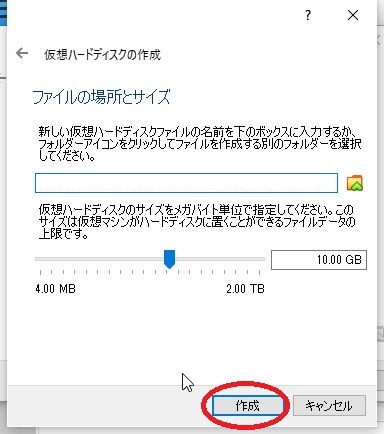 ?
仮想ハードディスクの作成
ファイルの場所とサイズ
新しい仮想ハードディスクファイルの名前を下のボックスに入力するか、
フォルダーアイコンをクリックしてファイルを作成する別のフォルダーを選択
してください。
仮想ハードディスクのサイズをメガバイト単位で指定してください。この
サイズは仮想マシンがハードディスクに置くことができるファイルデータの
上限です。
10.00 GB
4.00 MB 2.00 TB
作成 キャンセル